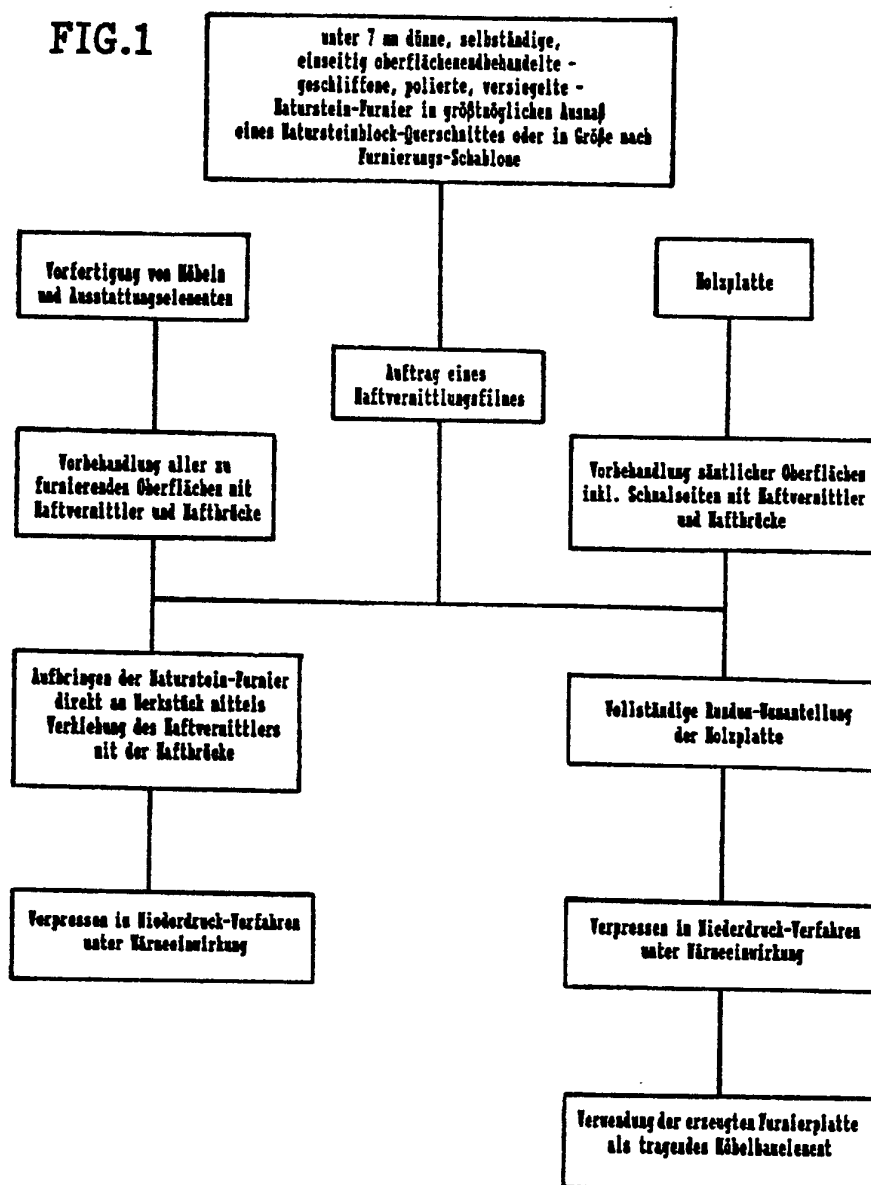 FIG.1
unter 7 mm dünne, selbständige,
einseitig oberflächenendbehandelte -
geschliffene, polierte, versiegelte -
Naturstein-Furnier in größtmöglichen Ausmaß
eines Natursteinblock-Querschnittes oder in Größe nach
Furnierungs-Schablone
Vorfertigung von Möbeln
und Ausstattungselementen
Holzplatte
Auftrag eines
Haftvermittlungsfilmes
Vorbehandlung aller zu
furnierenden Oberflächen mit
Haftvermittler und Haftbrücke
Vorbehandlung sämtlicher Oberflächen
inkl. Schmalseiten mit Haftvermittler
und Haftbrücke
Aufbringen der Naturstein-Furnier
direkt am Werkstück mittels
Verklebung des Haftvermittlers
mit der Haftbrücke
Vollständige Rundum-Ummantellung
der Holzplatte
Verpressen im Niederdruck-Verfahren
unter Wärmeeinwirkung
Verpressen im Niederdruck-Verfahren
unter Wärmeeinwirkung
Verwendung der erzeugten Furnierplatte
als tragendes Möbelbauelement